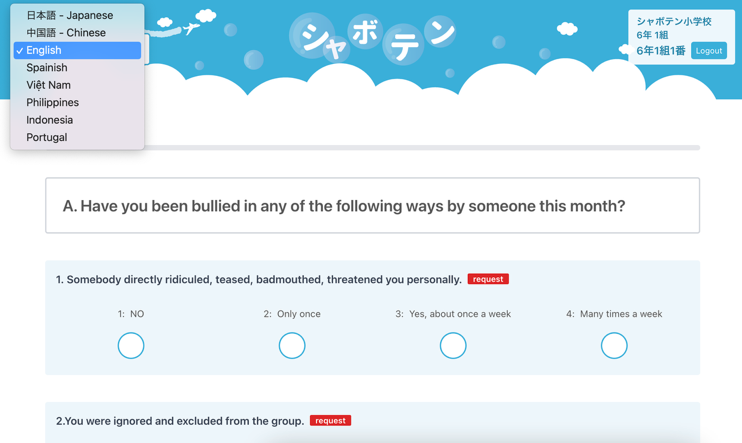 日本語 - Japanese
中国語 - Chinese
✓ English
Spainish
Việt Nam
Philippines
Indonesia
Portugal
シャボテン
シャボテン小学校
6年 1組
6年1組1番 Logout
A. Have you been bullied in any of the following ways by someone this month?
1. Somebody directly ridiculed, teased, badmouthed, threatened you personally. request
1: NO 2: Only once 3: Yes, about once a week 4: Many times a week
2.You were ignored and excluded from the group. request